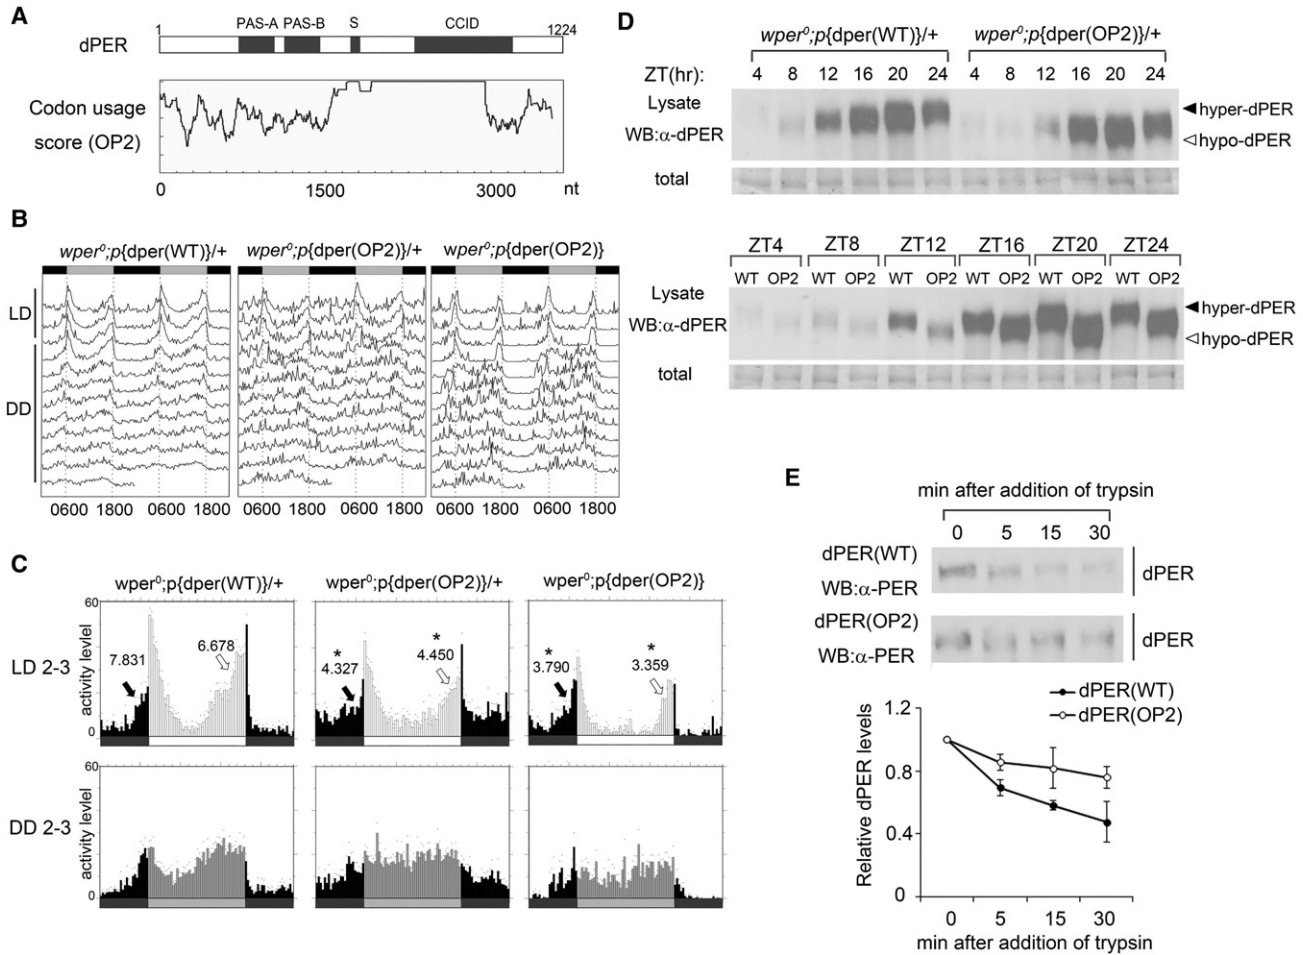 A
1
PAS-A PAS-B S CCID
1224
dPER
Codon usage
score (OP2)
0 1500 3000 nt
B
wper⁰;p{dper(WT)}/+ wper⁰;p{dper(OP2)}/+ wper⁰;p{dper(OP2)}
LD
DD
0600 1800 0600 1800 0600 1800 0600 1800 0600 1800 0600 1800
C
wper⁰;p{dper(WT)}/+ wper⁰;p{dper(OP2)}/+ wper⁰;p{dper(OP2)}
LD 2-3
activity levlel
60
0
7.831
6.678
*
4.327
*
4.450
*
3.790
*
3.359
DD 2-3
activity levlel
60
0
D
wper⁰;p{dper(WT)}/+ wper⁰;p{dper(OP2)}/+
ZT(hr): 4 8 12 16 20 24 4 8 12 16 20 24
Lysate
WB:α-dPER
hyper-dPER
hypo-dPER
total
ZT4 ZT8 ZT12 ZT16 ZT20 ZT24
WT OP2 WT OP2 WT OP2 WT OP2 WT OP2 WT OP2
Lysate
WB:α-dPER
hyper-dPER
hypo-dPER
total
E
min after addition of trypsin
0 5 15 30
dPER(WT)
WB:α-PER
dPER
dPER(OP2)
WB:α-PER
dPER
dPER(WT)
dPER(OP2)
Relative dPER levels
1.2
0.8
0.4
0
0 5 15 30
min after addition of trypsin